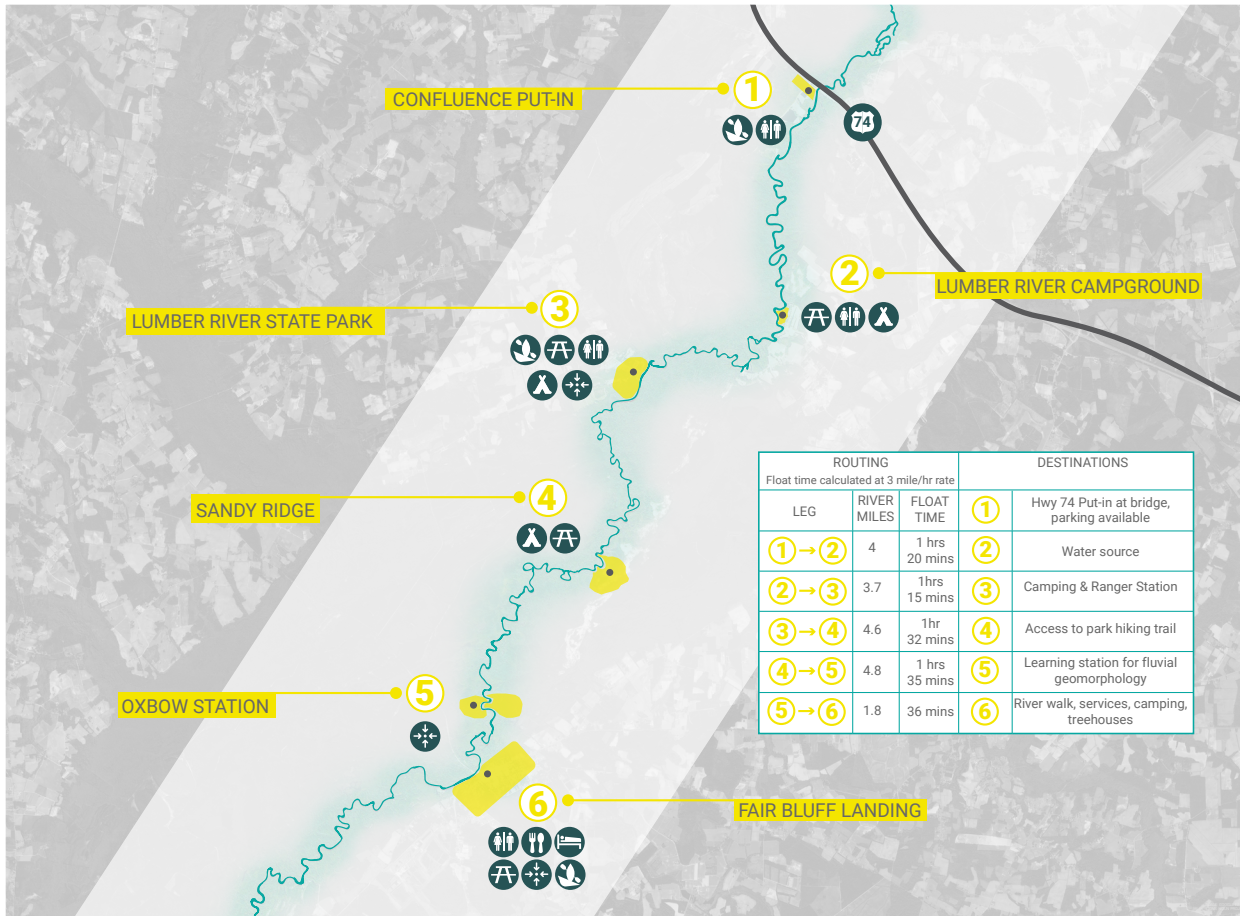 CONFLUENCE PUT-IN
1
74
2
LUMBER RIVER CAMPGROUND
3
LUMBER RIVER STATE PARK
4
SANDY RIDGE
5
OXBOW STATION
6
FAIR BLUFF LANDING
ROUTING
Float time calculated at 3 mile/hr rate
DESTINATIONS
LEG
RIVER
MILES
FLOAT
TIME
1
Hwy 74 Put-in at bridge,
parking available
1 → 2
4
1 hrs
20 mins
2
Water source
2 → 3
3.7
1hrs
15 mins
3
Camping & Ranger Station
3 → 4
4.6
1hr
32 mins
4
Access to park hiking trail
4 → 5
4.8
1 hrs
35 mins
5
Learning station for fluvial
geomorphology
5 → 6
1.8
36 mins
6
River walk, services, camping,
treehouses